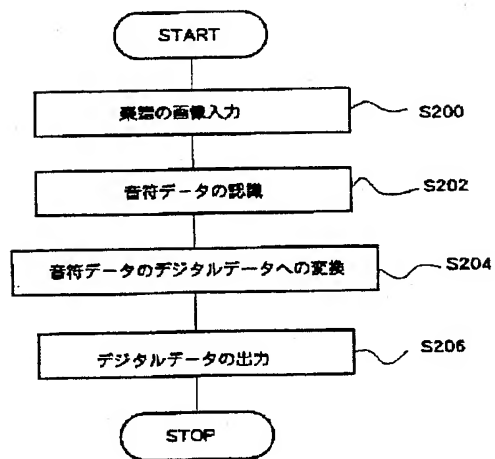 START
楽譜の画像入力
S200
音符データの認識
S202
音符データのデジタルデータへの変換
S204
デジタルデータの出力
S206
STOP